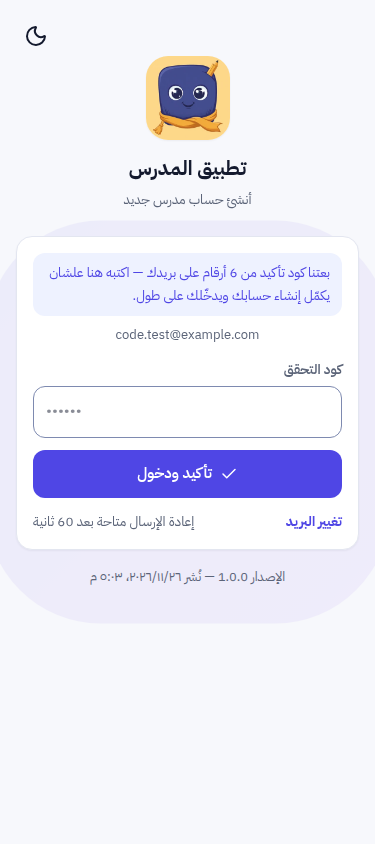 تطبيق المدرس
أنشئ حساب مدرس جديد
بعتنا كود تأكيد من 6 أرقام على بريدك — اكتبه هنا علشان
يكمّل إنشاء حسابك ويدخّلك على طول.
code.test@example.com
كود التحقق
••••••
تأكيد ودخول
تغيير البريد
إعادة الإرسال متاحة بعد 60 ثانية
الإصدار 1.0.0 — نُشر ٢٠٢٦/١١/٢٦، ٥:٠٣ م